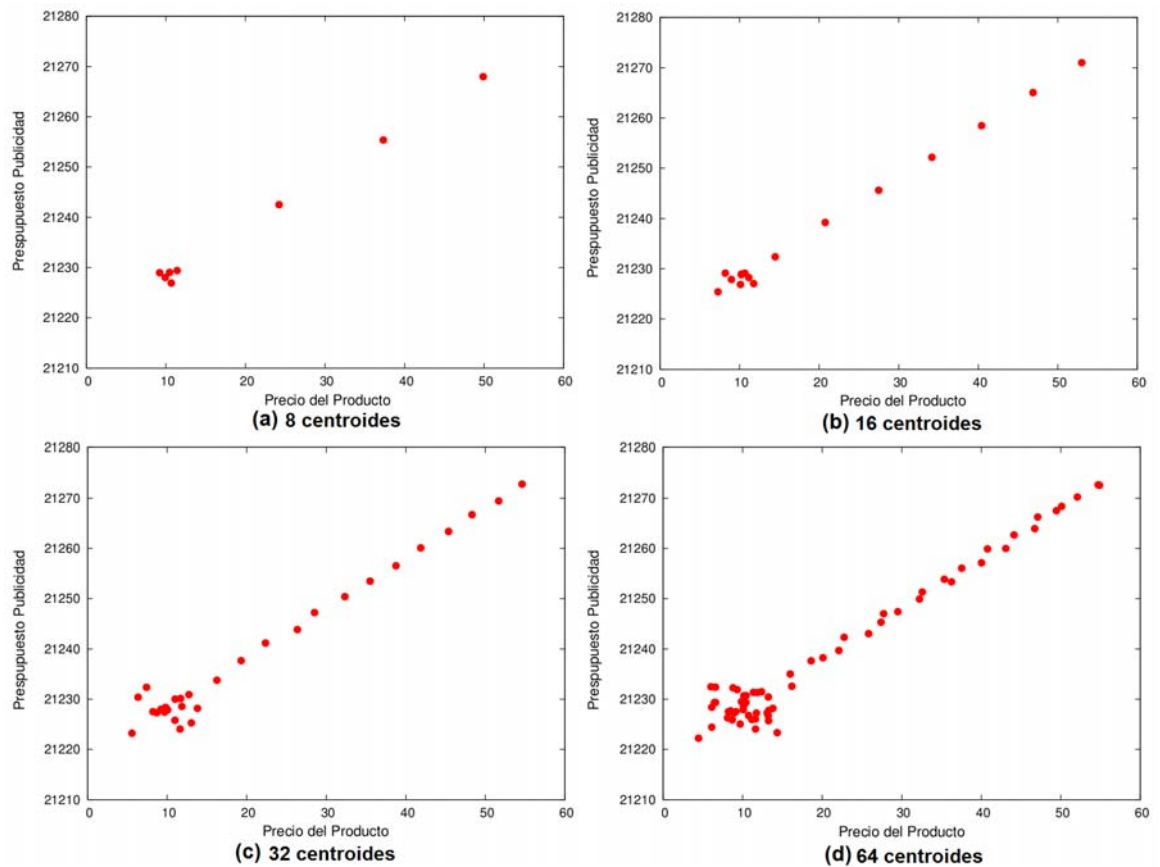 21280
21270
21260
21250
21240
21230
21220
21210
Prespupuesto Publicidad
0 10 20 30 40 50 60
Precio del Producto
(a) 8 centroides
21280
21270
21260
21250
21240
21230
21220
21210
Prespupuesto Publicidad
0 10 20 30 40 50 60
Precio del Producto
(b) 16 centroides
21280
21270
21260
21250
21240
21230
21220
21210
Prespupuesto Publicidad
0 10 20 30 40 50 60
Precio del Producto
(c) 32 centroides
21280
21270
21260
21250
21240
21230
21220
21210
Prespupuesto Publicidad
0 10 20 30 40 50 60
Precio del Producto
(d) 64 centroides